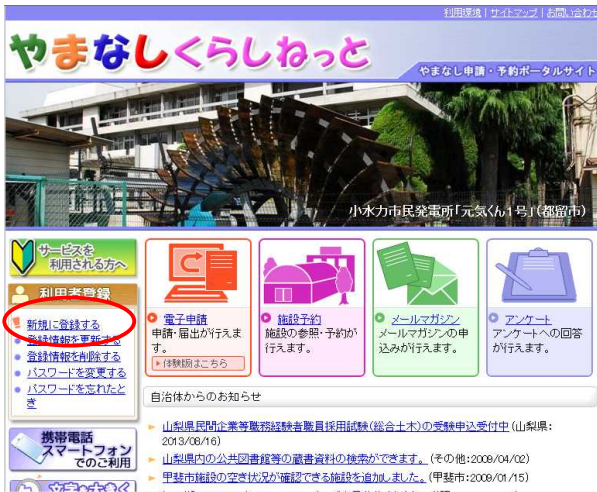 利用環境 | サイトマップ | お問い合わせ
やまなしくらしねっと
やまなし申請・予約ポータルサイト
小水力市民発電所「元気くん1号」(都留市)
サービスを
利用される方へ
利用者登録
新規に登録する
登録情報を更新する
登録情報を削除する
パスワードを変更する
パスワードを忘れたと
き
携帯電話
スマートフォン
でのご利用
文字を大きく
電子申請
申請・届出が行えま
す。
体験版はこちら
施設予約
施設の参照・予約が
行えます。
メールマガジン
メールマガジンの申
込みが行えます。
アンケート
アンケートへの回答
が行えます。
自治体からのお知らせ
山梨県民間企業等職務経験者職員採用試験(総合土木)の受験申込受付中 (山梨県:
2013/08/16)
山梨県内の公共図書館等の蔵書資料の検索ができます。 (その他:2009/04/02)
甲斐市施設の空き状況が確認できる施設を追加しました。 (甲斐市:2009/01/15)